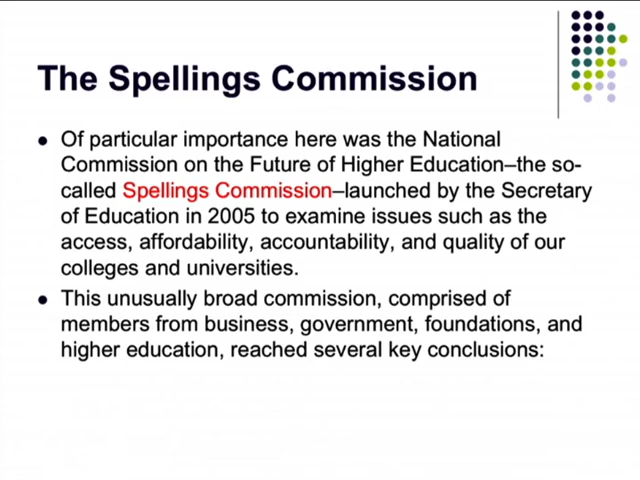 The Spellings Commission
• Of particular importance here was the National
Commission on the Future of Higher Education–the so-
called Spellings Commission–launched by the Secretary
of Education in 2005 to examine issues such as the
access, affordability, accountability, and quality of our
colleges and universities.
• This unusually broad commission, comprised of
members from business, government, foundations, and
higher education, reached several key conclusions: